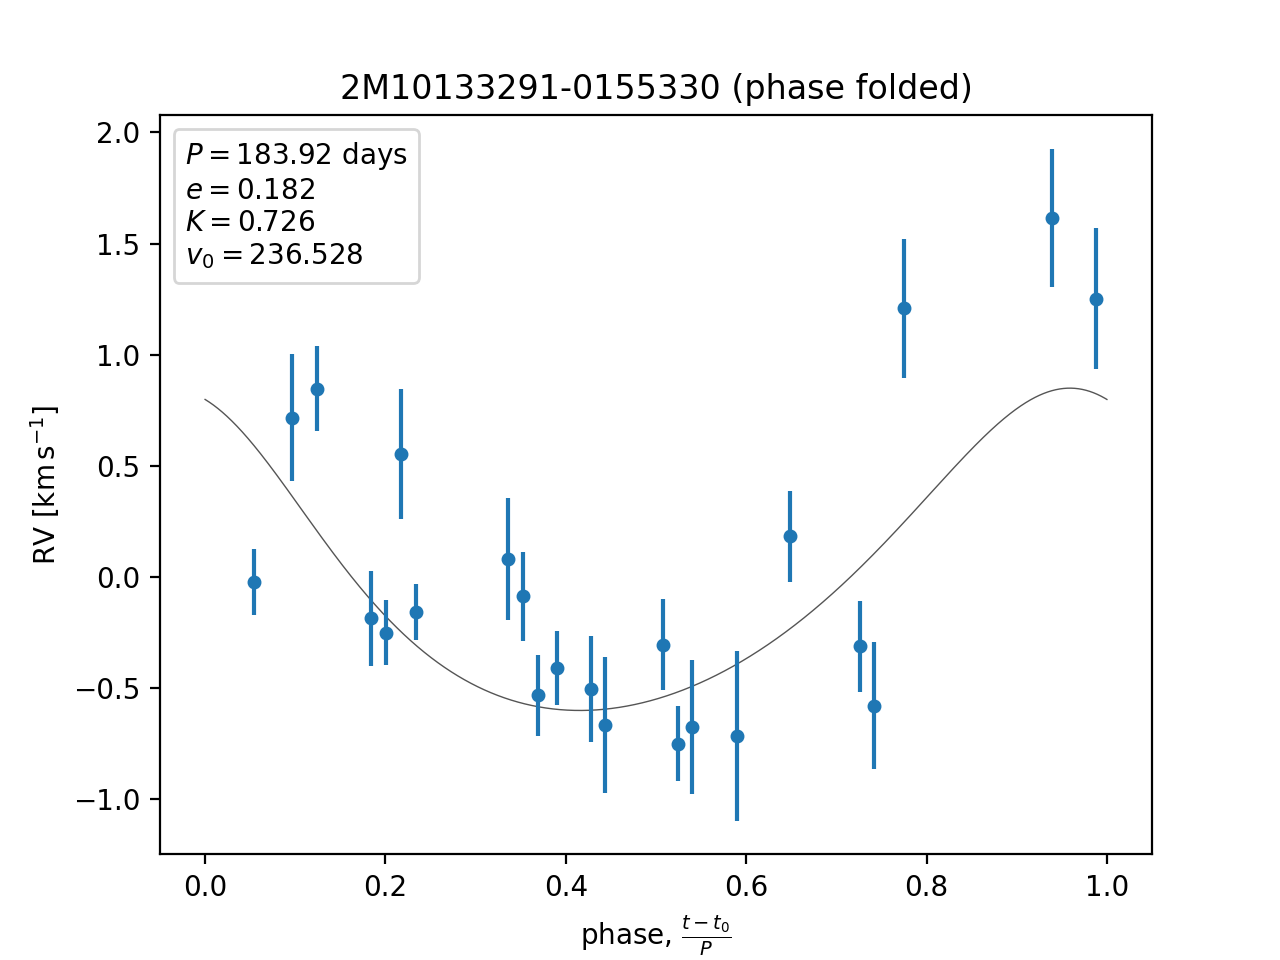 2M10133291-0155330 (phase folded)
P = 183.92 days
e = 0.182
K = 0.726
v₀ = 236.528
2.0
1.5
1.0
0.5
0.0
−0.5
−1.0
RV [km s⁻¹]
0.0 0.2 0.4 0.6 0.8 1.0
phase, (t − t₀)/P